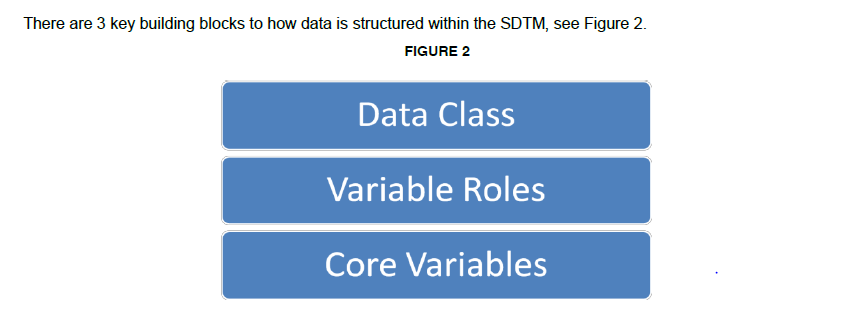 There are 3 key building blocks to how data is structured within the SDTM, see Figure 2.
FIGURE 2
Data Class
Variable Roles
Core Variables